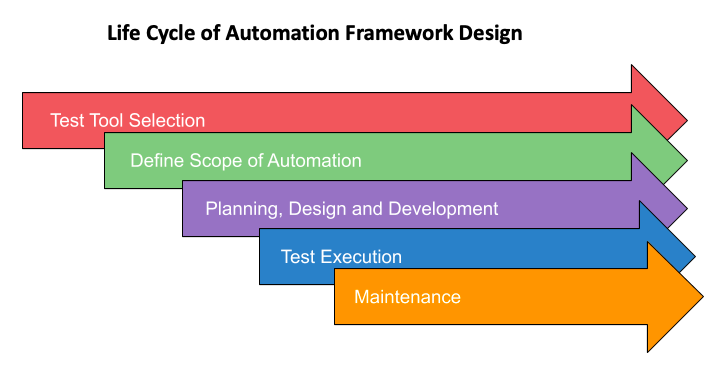 Life Cycle of Automation Framework Design
Test Tool Selection
Define Scope of Automation
Planning, Design and Development
Test Execution
Maintenance